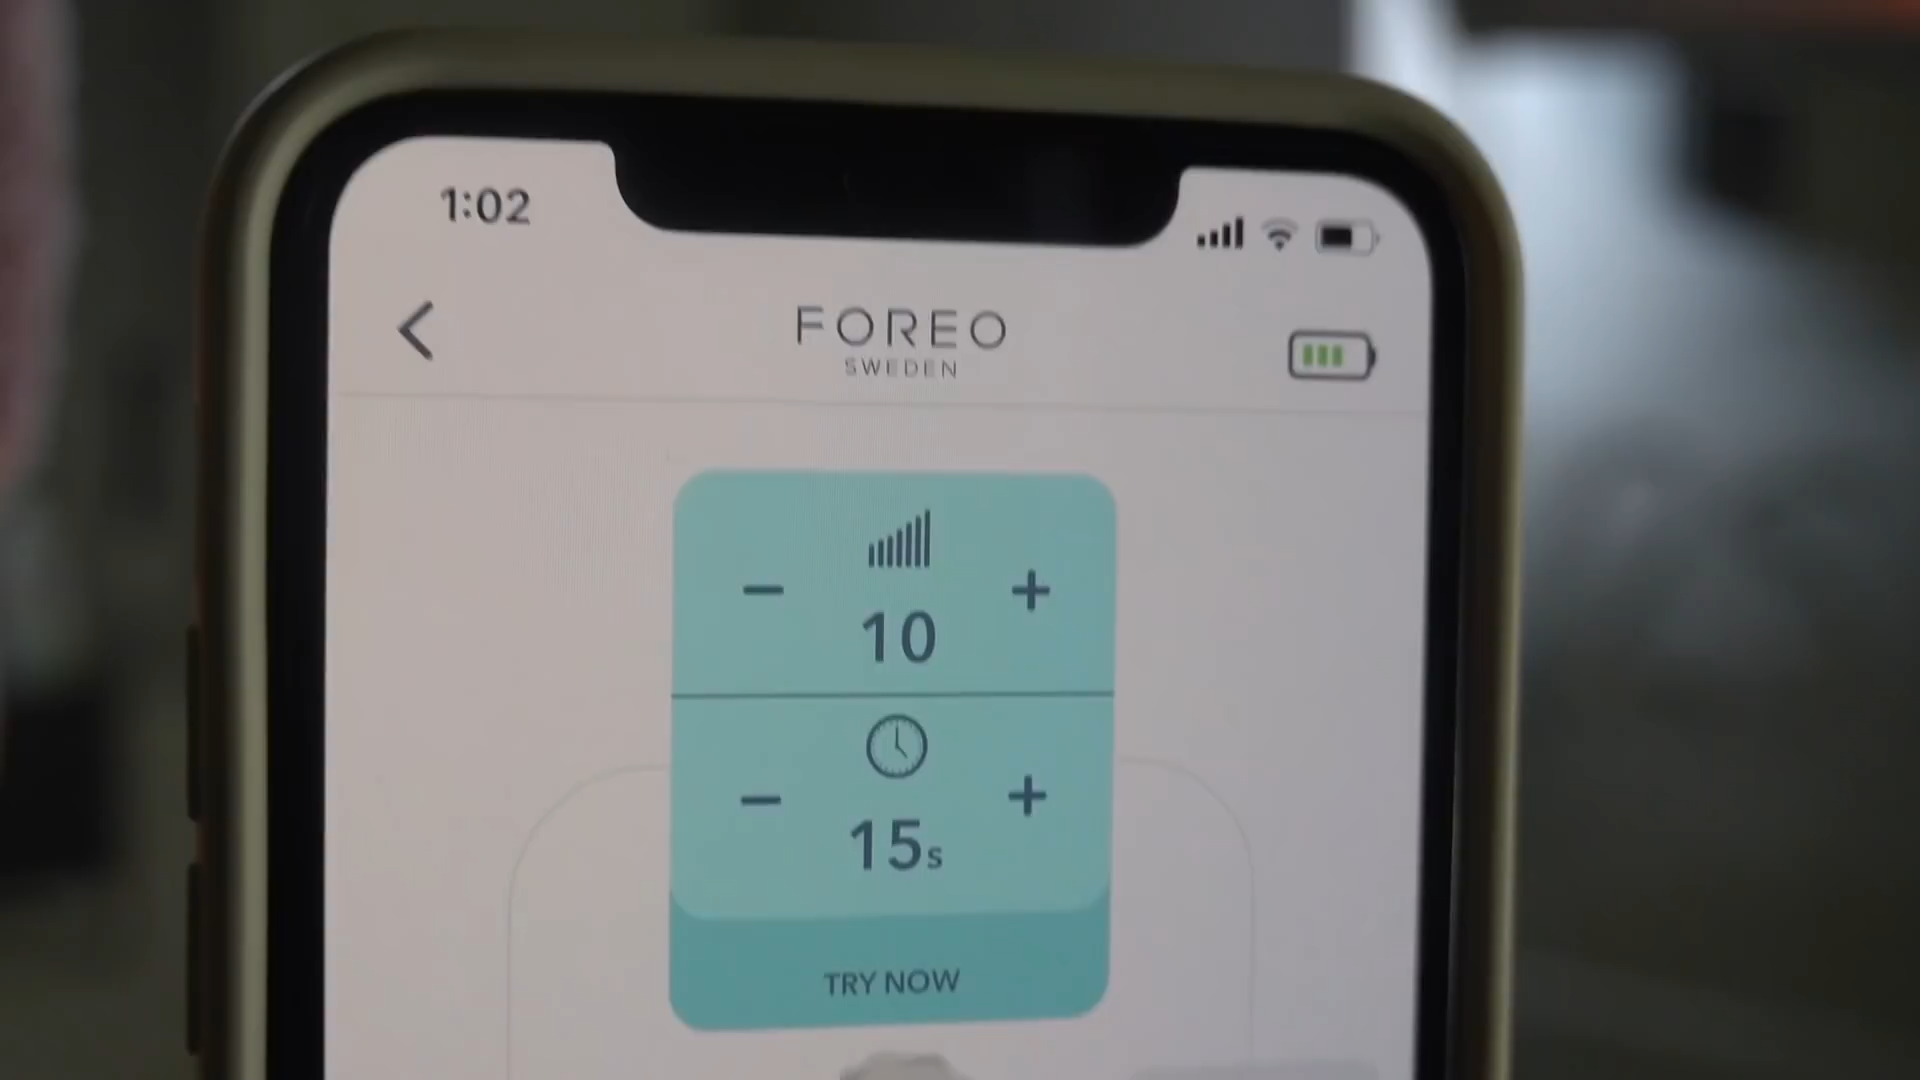 1:02
FOREO
SWEDEN
− 10 +
− 15s +
TRY NOW